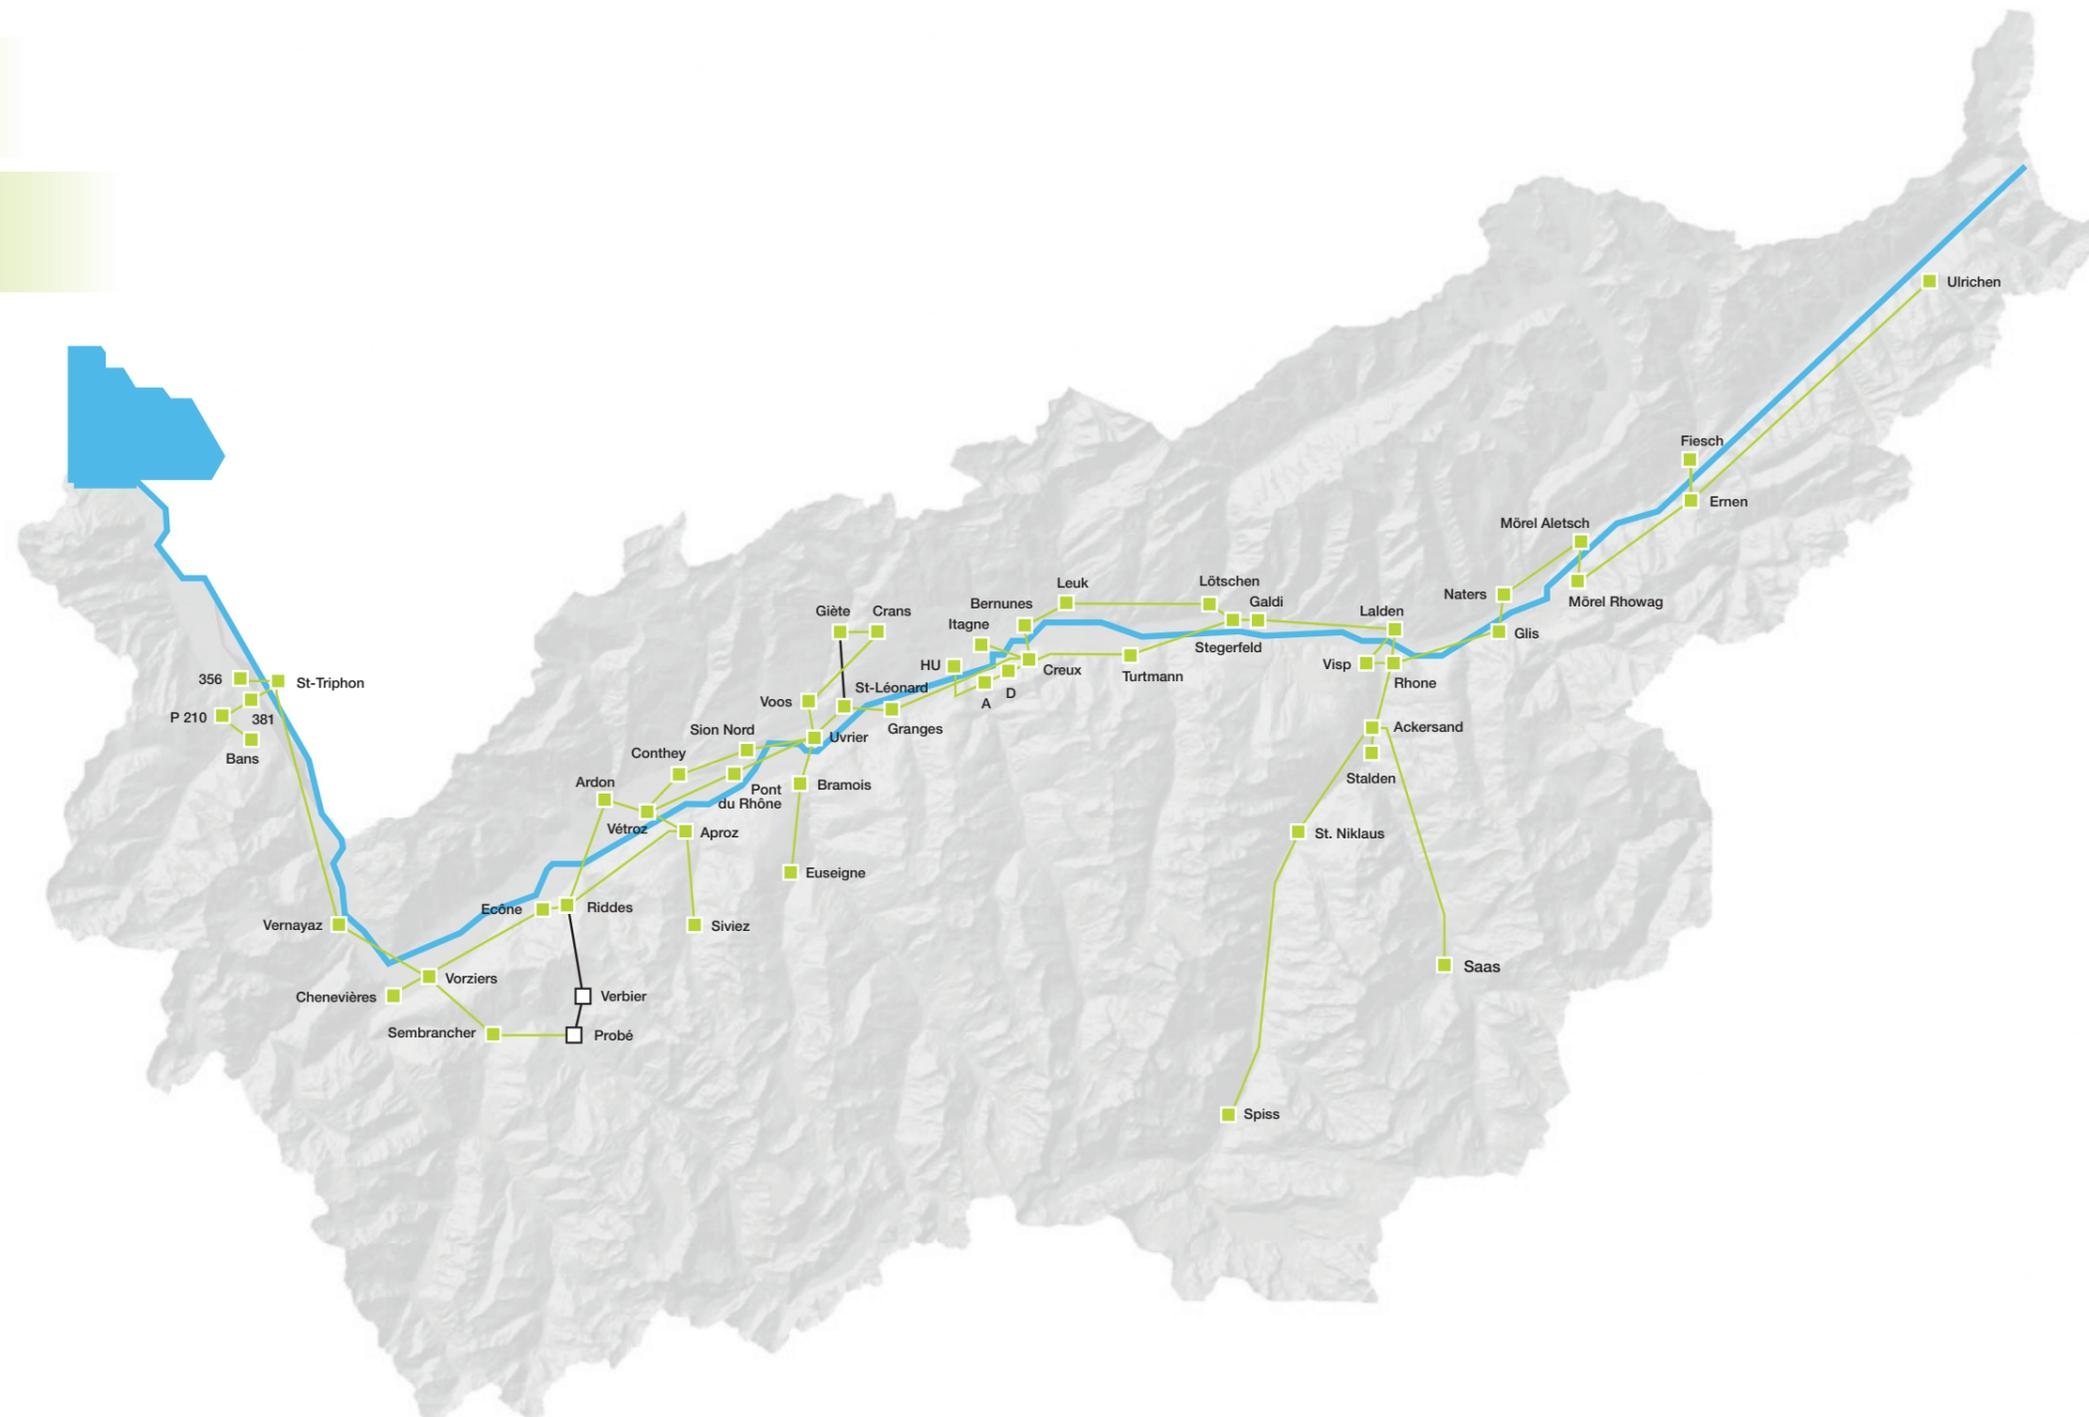 Ulrichen
Fiesch
Ernen
Mörel Aletsch
Mörel Rhowag
Naters
Glis
Leuk
Lötschen
Galdi
Lalden
Bernunes
Itagne
Giète
Crans
Stegerfeld
Visp
Rhone
HU
Creux
Turtmann
A
D
St-Léonard
Voos
Granges
356
St-Triphon
P 210
381
Bans
Sion Nord
Uvrier
Conthey
Ackersand
Stalden
Ardon
Pont
du Rhône
Bramois
Vétroz
Aproz
St. Niklaus
Euseigne
Ecône
Riddes
Siviez
Vernayaz
Saas
Vorziers
Chenevières
Verbier
Sembrancher
Probé
Spiss